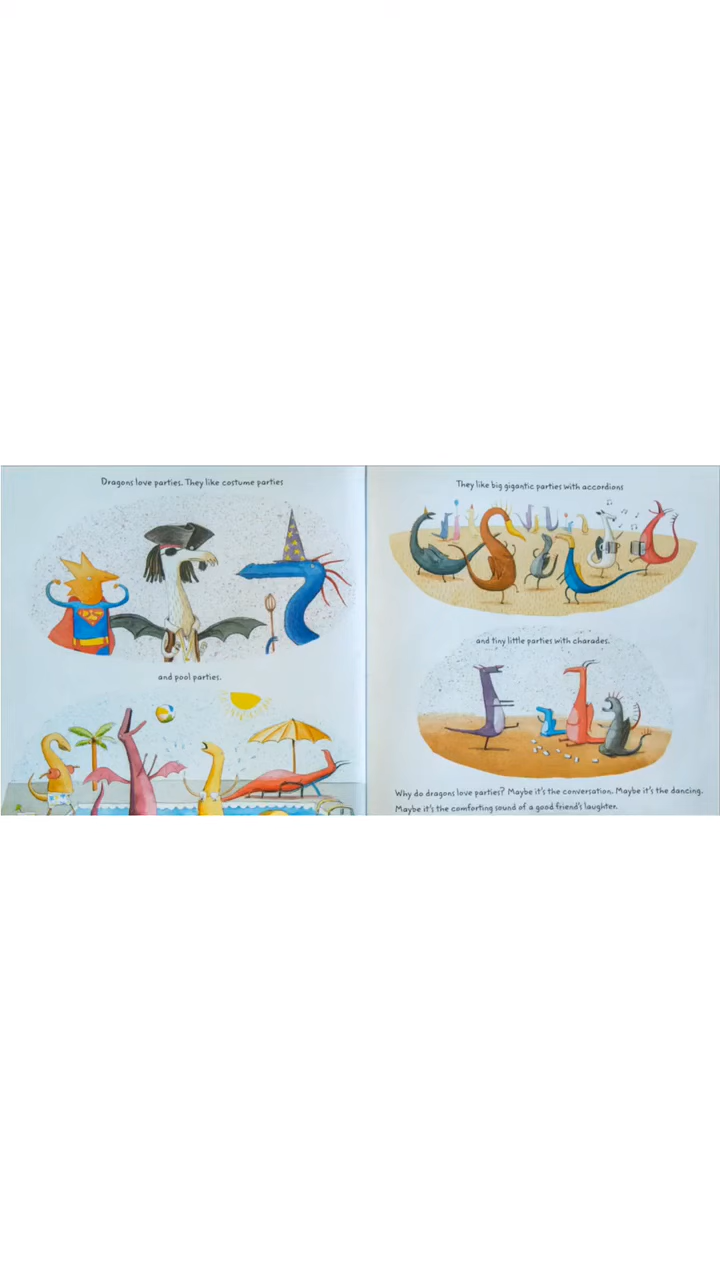 Dragons love parties. They like costume parties
and pool parties.
They like big gigantic parties with accordions
and tiny little parties with charades.
Why do dragons love parties? Maybe it's the conversation. Maybe it's the dancing.
Maybe it's the comforting sound of a good friend's laughter.